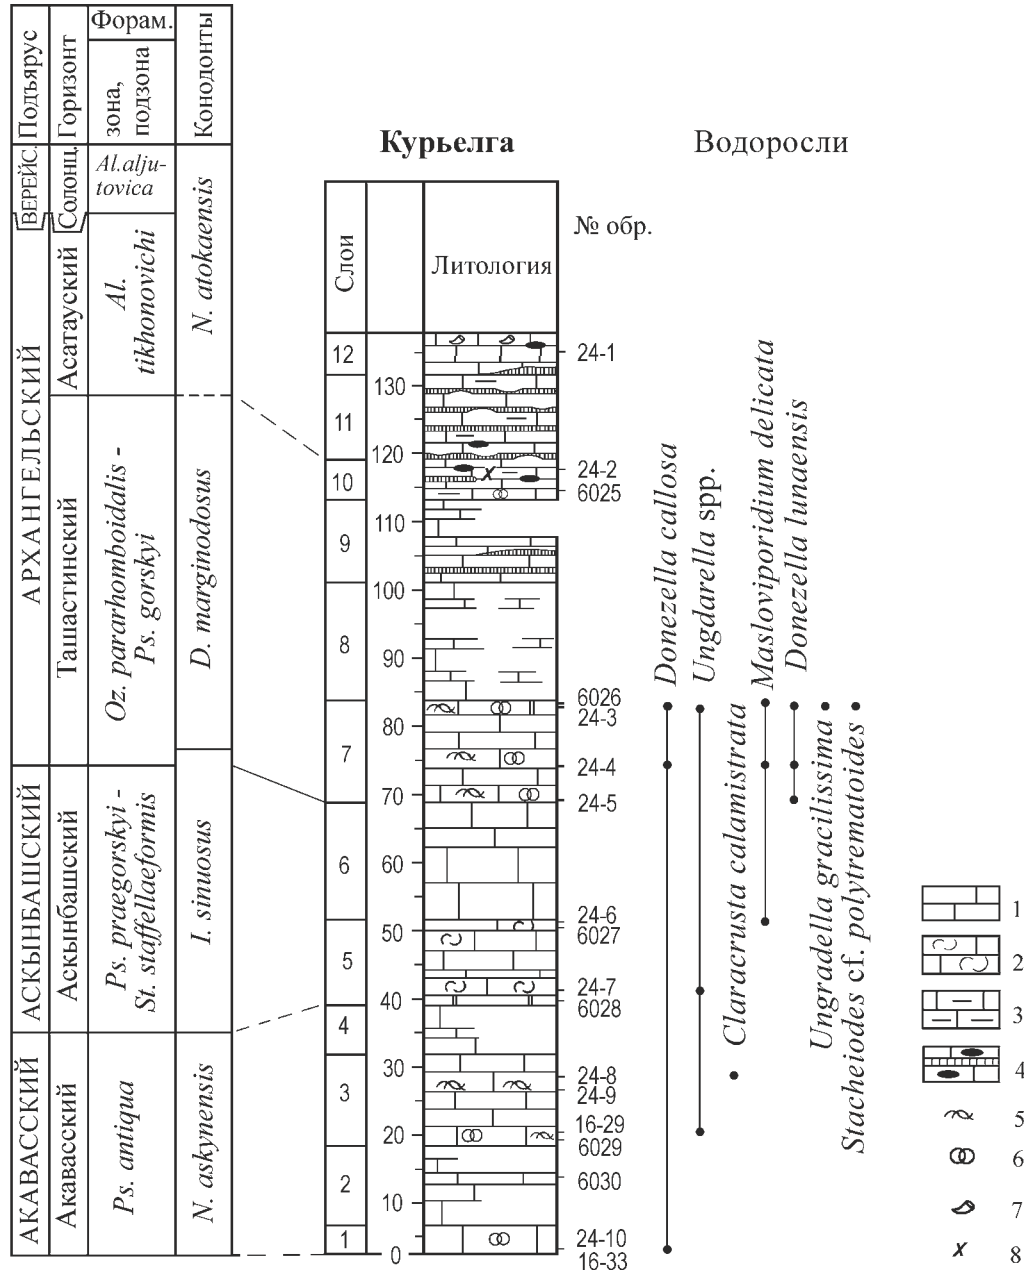 Подъярус
Горизонт
Форам.
зона,
подзона
Конодонты
ВЕРЕЙС.
Солонц.
Al.alju-
tovica
АРХАНГЕЛЬСКИЙ
Асатауский
Al.
tikhonovichi
N. atokaensis
Ташастинский
Oz. pararhomboidalis -
Ps. gorskyi
D. marginodosus
АСКЫНБАШСКИЙ
Аскынбашский
Ps. praegorskyi -
St. staffellaeformis
I. sinuosus
АКАВАССКИЙ
Акавасский
Ps. antiqua
N. askynensis
Курьелга
Слои
Литология
№ обр.
12
11
10
9
8
7
6
5
4
3
2
1
130
120
110
100
90
80
70
60
50
40
30
20
10
0
24-1
24-2
6025
6026
24-3
24-4
24-5
24-6
6027
24-7
6028
24-8
24-9
16-29
6029
6030
24-10
16-33
Водоросли
Donezella callosa
Ungdarella spp.
Claracrusta calamistrata
Masloviporidium delicata
Donezella lunaensis
Ungradella gracilissima
Stacheiodes cf. polytrematoides
1
2
3
4
5
6
7
8